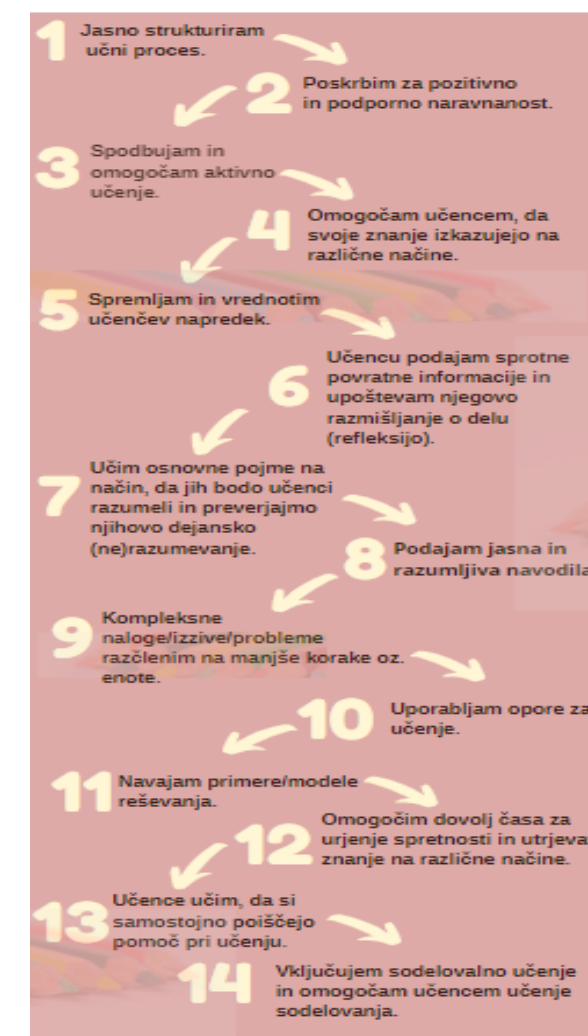 1 Jasno strukturiram
učni proces.
2 Poskrbim za pozitivno
in podporno naravnanost.
3 Spodbujam in
omogočam aktivno
učenje.
4 Omogočam učencem, da
svoje znanje izkazujejo na
različne načine.
5 Spremljam in vrednotim
učenčev napredek.
6 Učencu podajam sprotne
povratne informacije in
upoštevam njegovo
razmišljanje o delu
(refleksijo).
7 Učim osnovne pojme na
način, da jih bodo učenci
razumeli in preverjajmo
njihovo dejansko
(ne)razumevanje.
8 Podajam jasna in
razumljiva navodila
9 Kompleksne
naloge/izzive/probleme
razčlenim na manjše korake oz.
enote.
10 Uporabljam opore za
učenje.
11 Navajam primere/modele
reševanja.
12 Omogočim dovolj časa za
urjenje spretnosti in utrjeva
znanje na različne načine.
13 Učence učim, da si
samostojno poiščejo
pomoč pri učenju.
14 Vključujem sodelovalno učenje
in omogočam učencem učenje
sodelovanja.